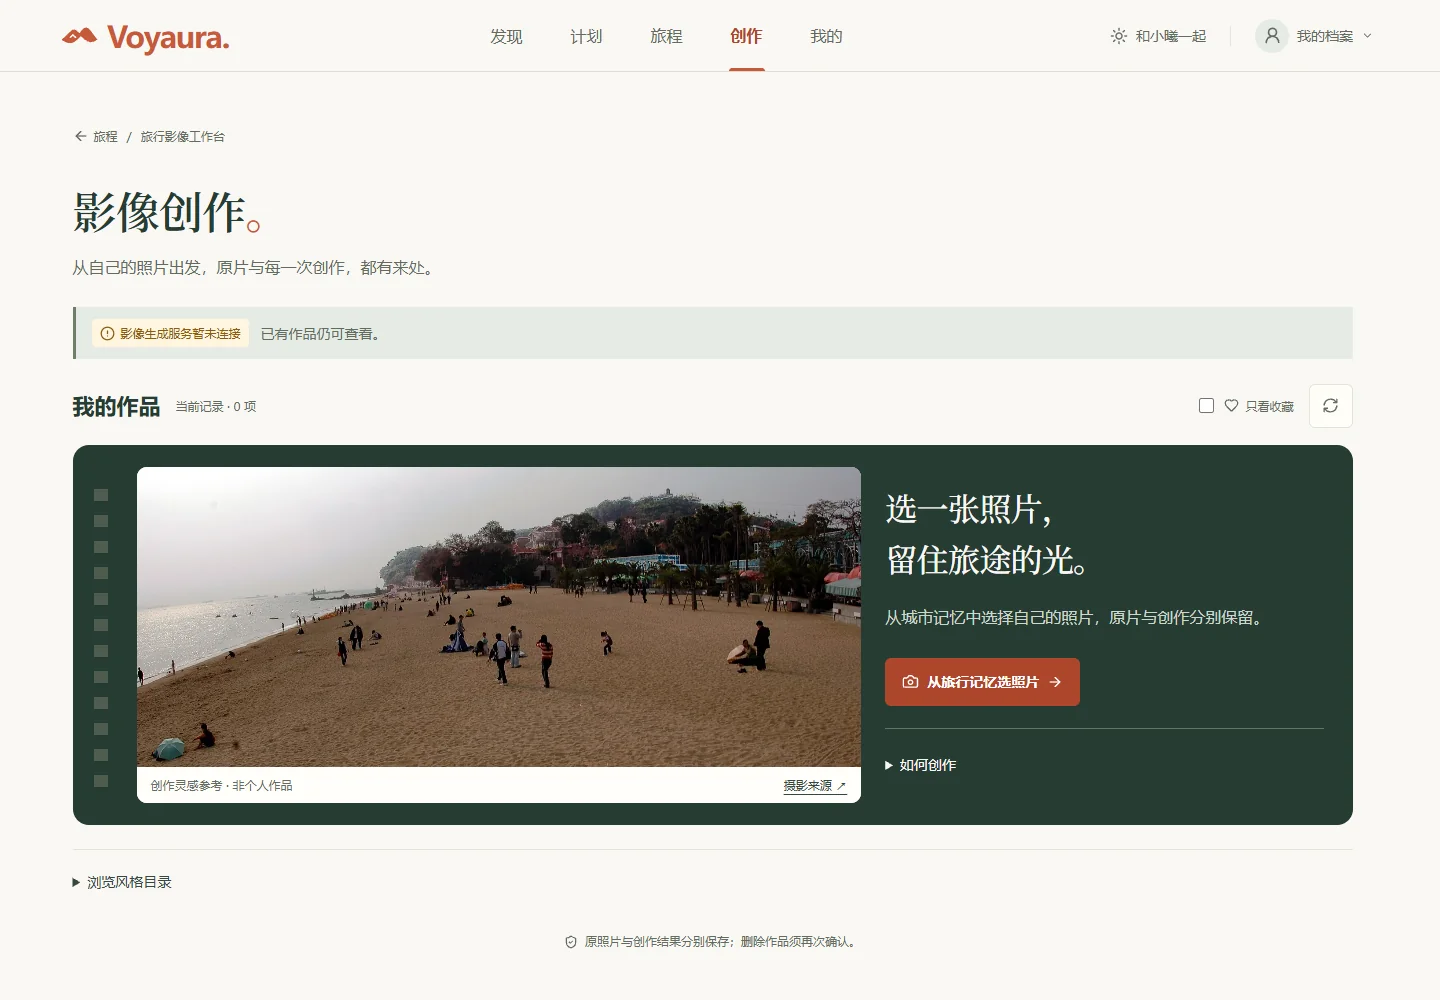 Voyaura.
发现
计划
旅程
创作
我的
和小曦一起
我的档案
旅程 / 旅行影像工作台
影像创作。
从自己的照片出发，原片与每一次创作，都有来处。
影像生成服务暂未连接
已有作品仍可查看。
我的作品
当前记录 · 0 项
只看收藏
选一张照片，
留住旅途的光。
从城市记忆中选择自己的照片，原片与创作分别保留。
从旅行记忆选照片 →
▶ 如何创作
创作灵感参考 · 非个人作品
摄影来源 ↗
▶ 浏览风格目录
原照片与创作结果分别保存；删除作品须再次确认。